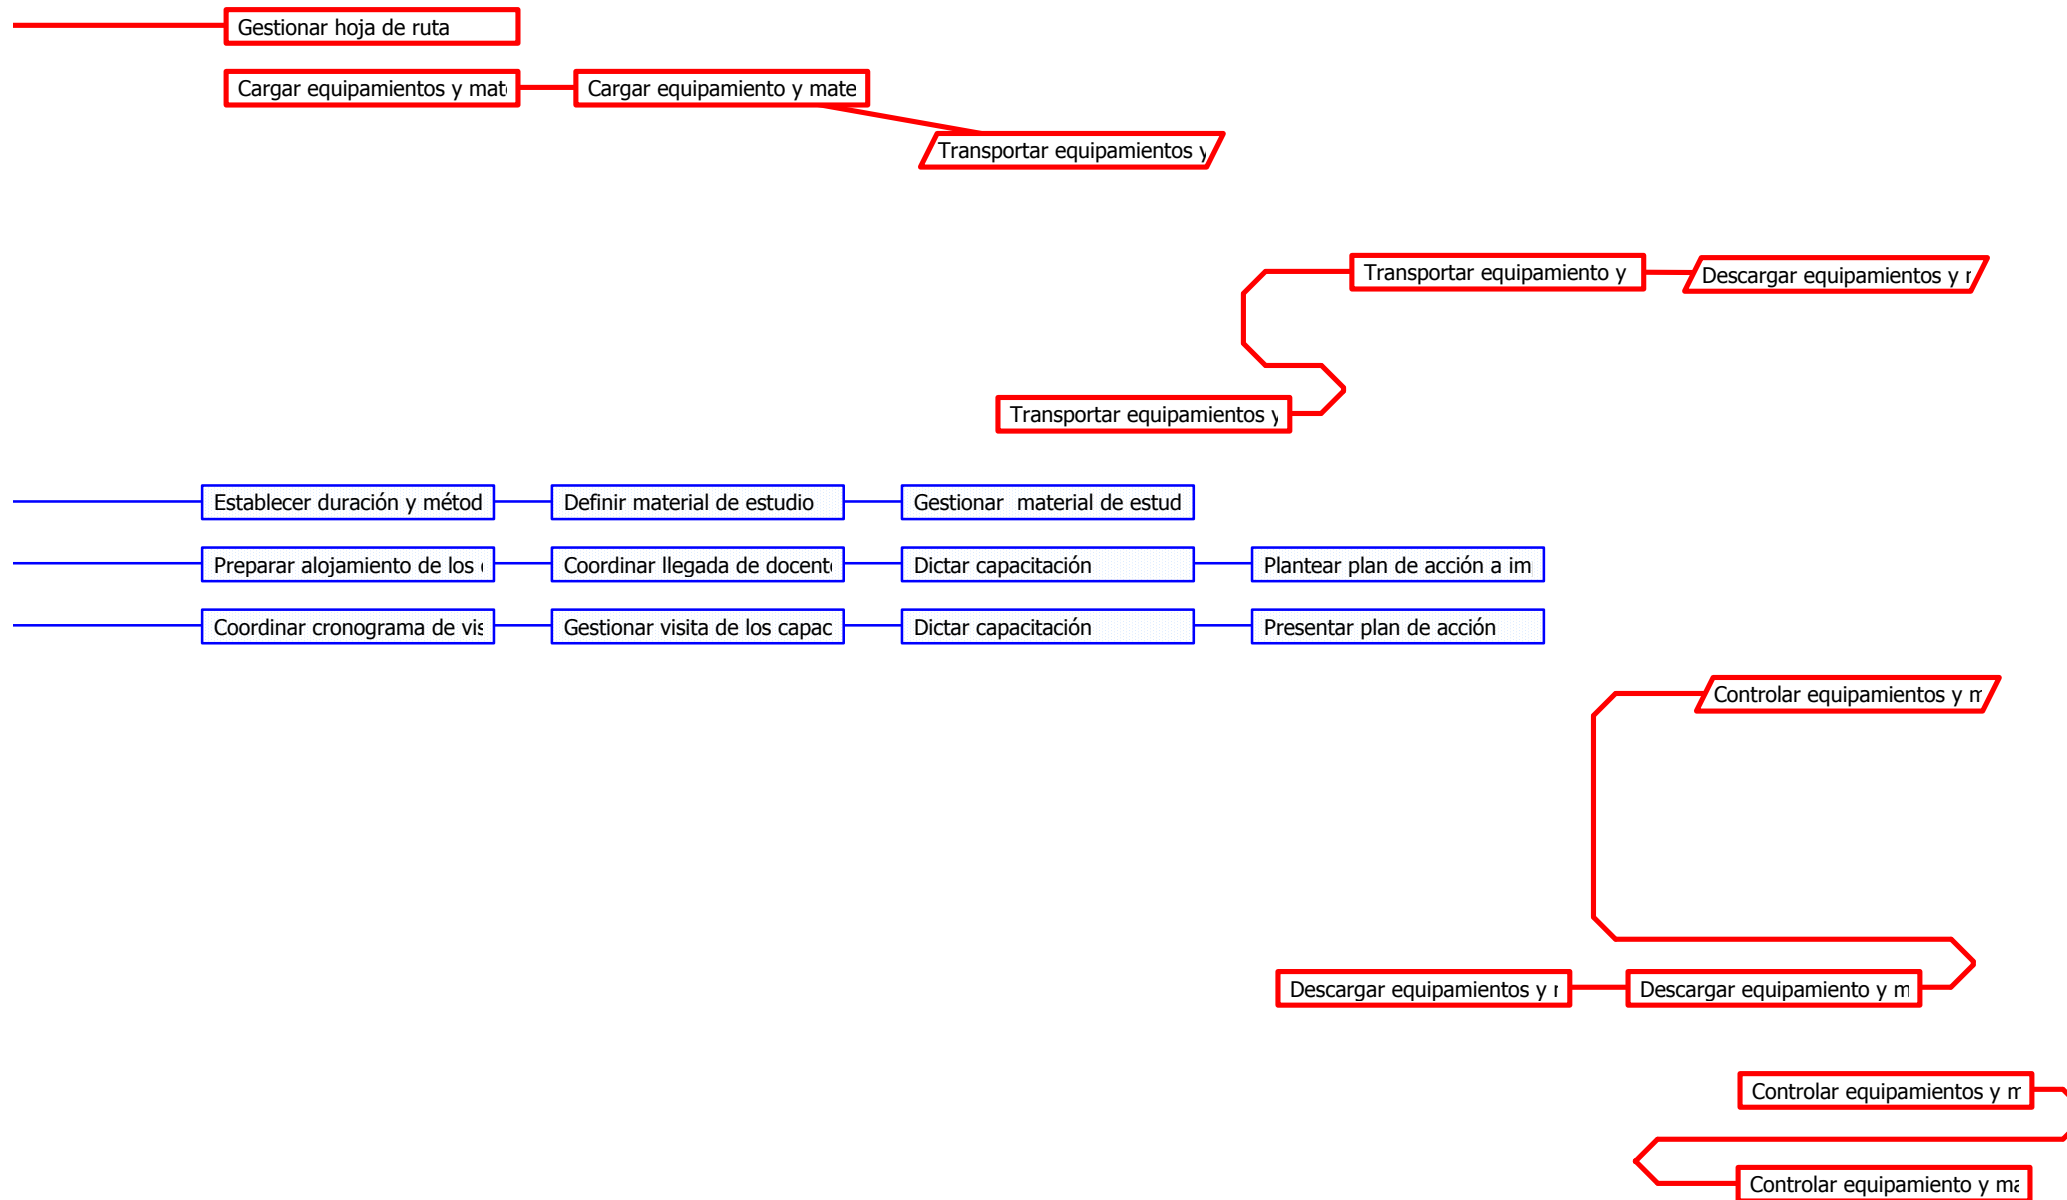 Gestionar hoja de ruta
Cargar equipamientos y mat
Cargar equipamiento y mate
Transportar equipamientos y
Transportar equipamiento y
Descargar equipamientos y
Transportar equipamientos y
Establecer duración y métod
Definir material de estudio
Gestionar material de estud
Preparar alojamiento de los
Coordinar llegada de docent
Dictar capacitación
Plantear plan de acción a im
Coordinar cronograma de vis
Gestionar visita de los capac
Dictar capacitación
Presentar plan de acción
Controlar equipamientos y m
Descargar equipamientos y
Descargar equipamiento y m
Controlar equipamientos y m
Controlar equipamiento y ma